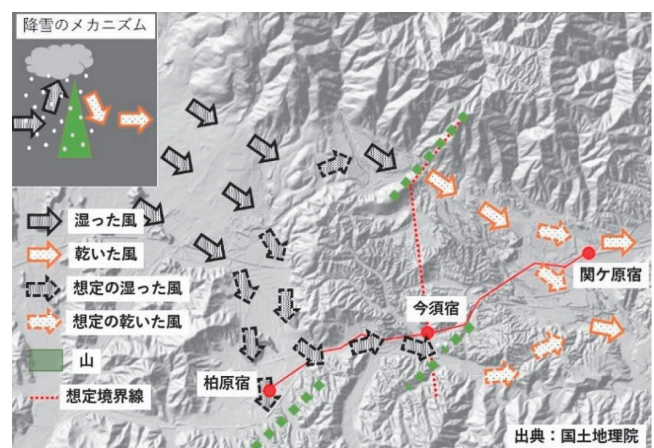 降雪のメカニズム
湿った風
乾いた風
想定の湿った風
想定の乾いた風
山
想定境界線
関ケ原宿
今須宿
柏原宿
出典：国土地理院